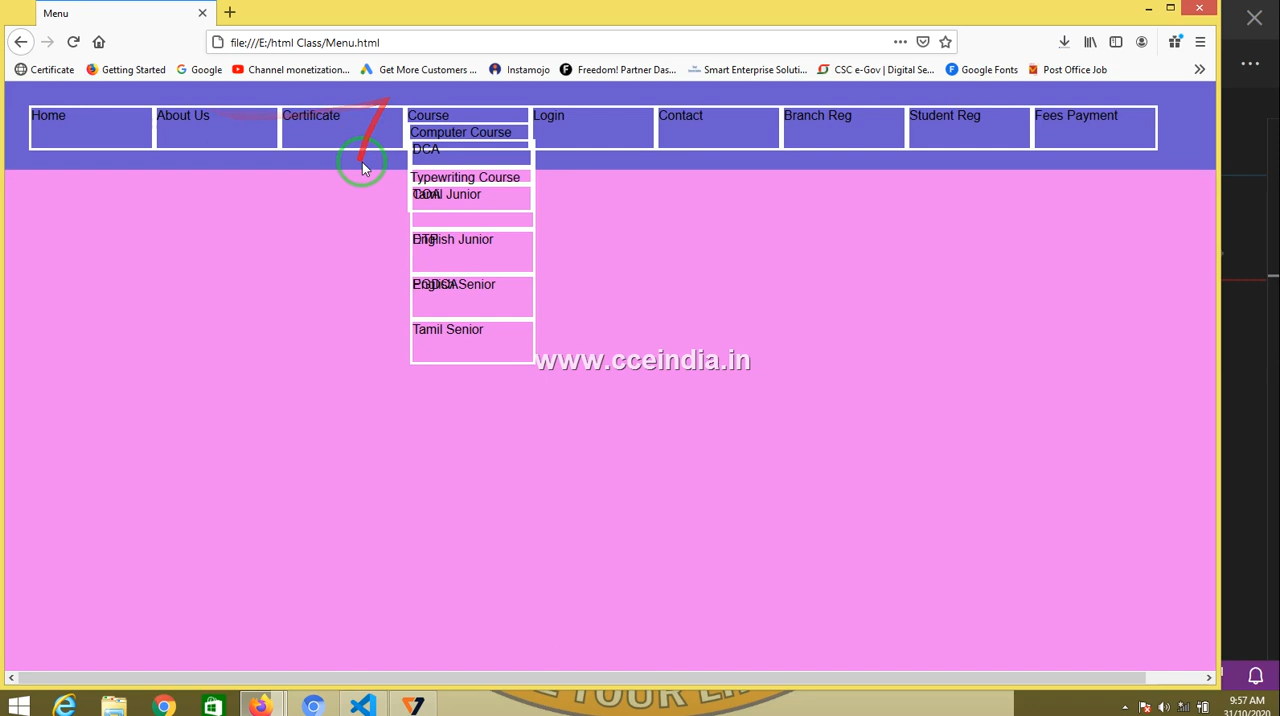 Menu
file:///E:/html Class/Menu.html
Certificate
Getting Started
Google
Channel monetization...
Get More Customers ...
Instamojo
Freedom! Partner Das...
Smart Enterprise Soluti...
CSC e-Gov | Digital Se...
Google Fonts
Post Office Job
Home
About Us
Certificate
Course
Login
Contact
Branch Reg
Student Reg
Fees Payment
Computer Course
DCA
Typewriting Course
Tamil Junior
English Junior
English Senior
Tamil Senior
www.cceindia.in
9:57 AM
31/10/2020